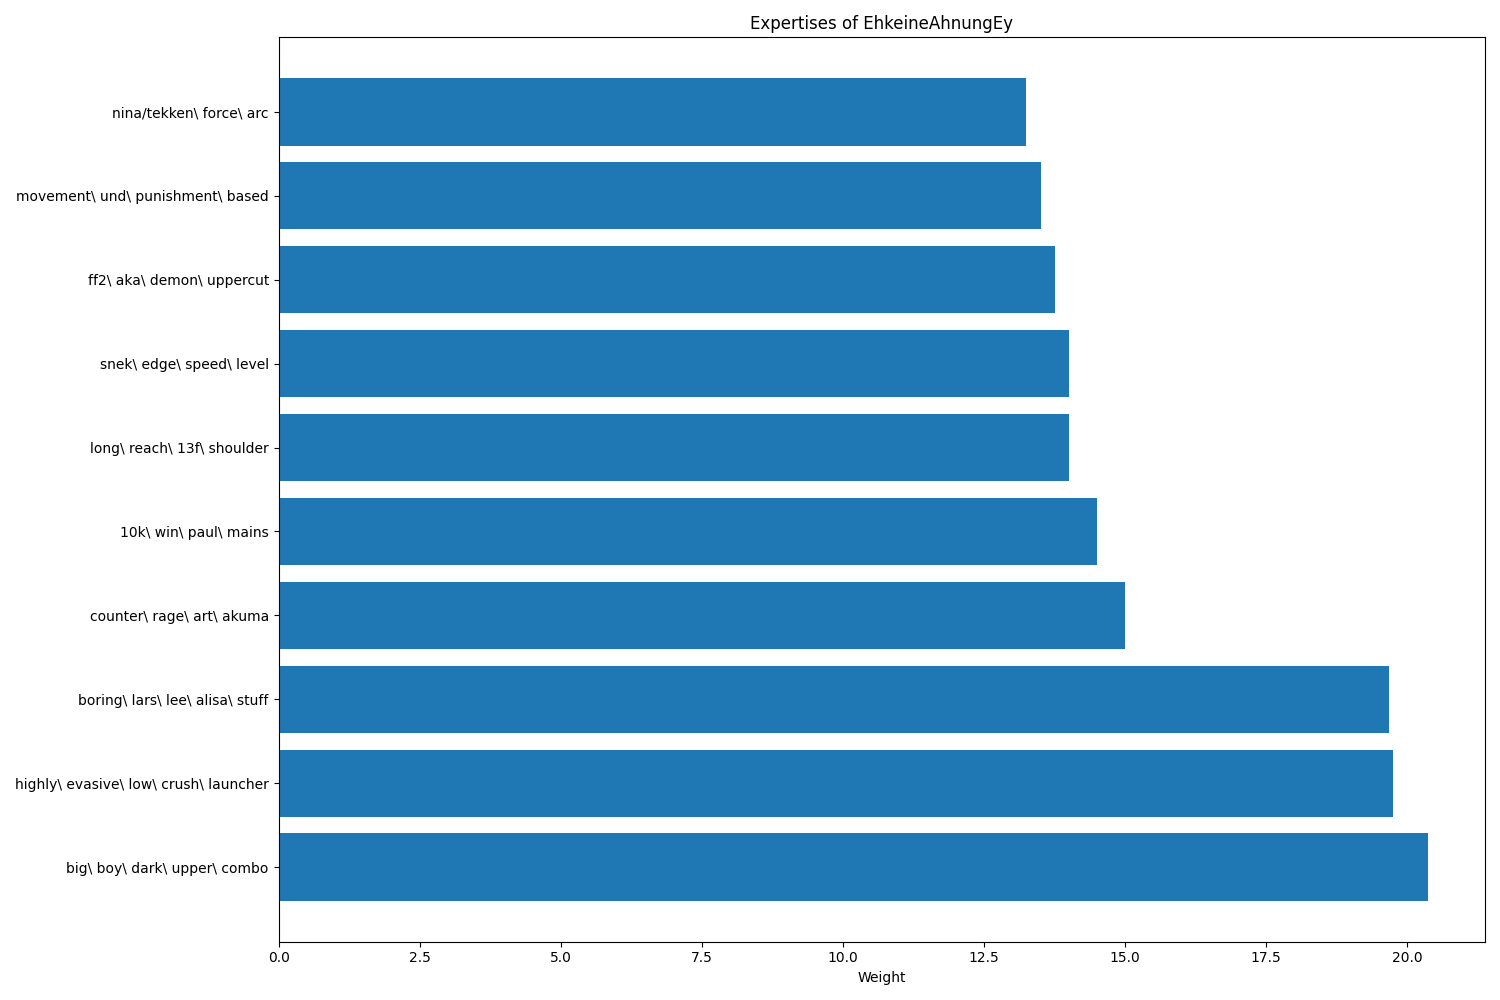 Expertises of EhkeineAhnungEy
nina/tekken\ force\ arc
movement\ und\ punishment\ based
ff2\ aka\ demon\ uppercut
snek\ edge\ speed\ level
long\ reach\ 13f\ shoulder
10k\ win\ paul\ mains
counter\ rage\ art\ akuma
boring\ lars\ lee\ alisa\ stuff
highly\ evasive\ low\ crush\ launcher
big\ boy\ dark\ upper\ combo
0.0 2.5 5.0 7.5 10.0 12.5 15.0 17.5 20.0
Weight